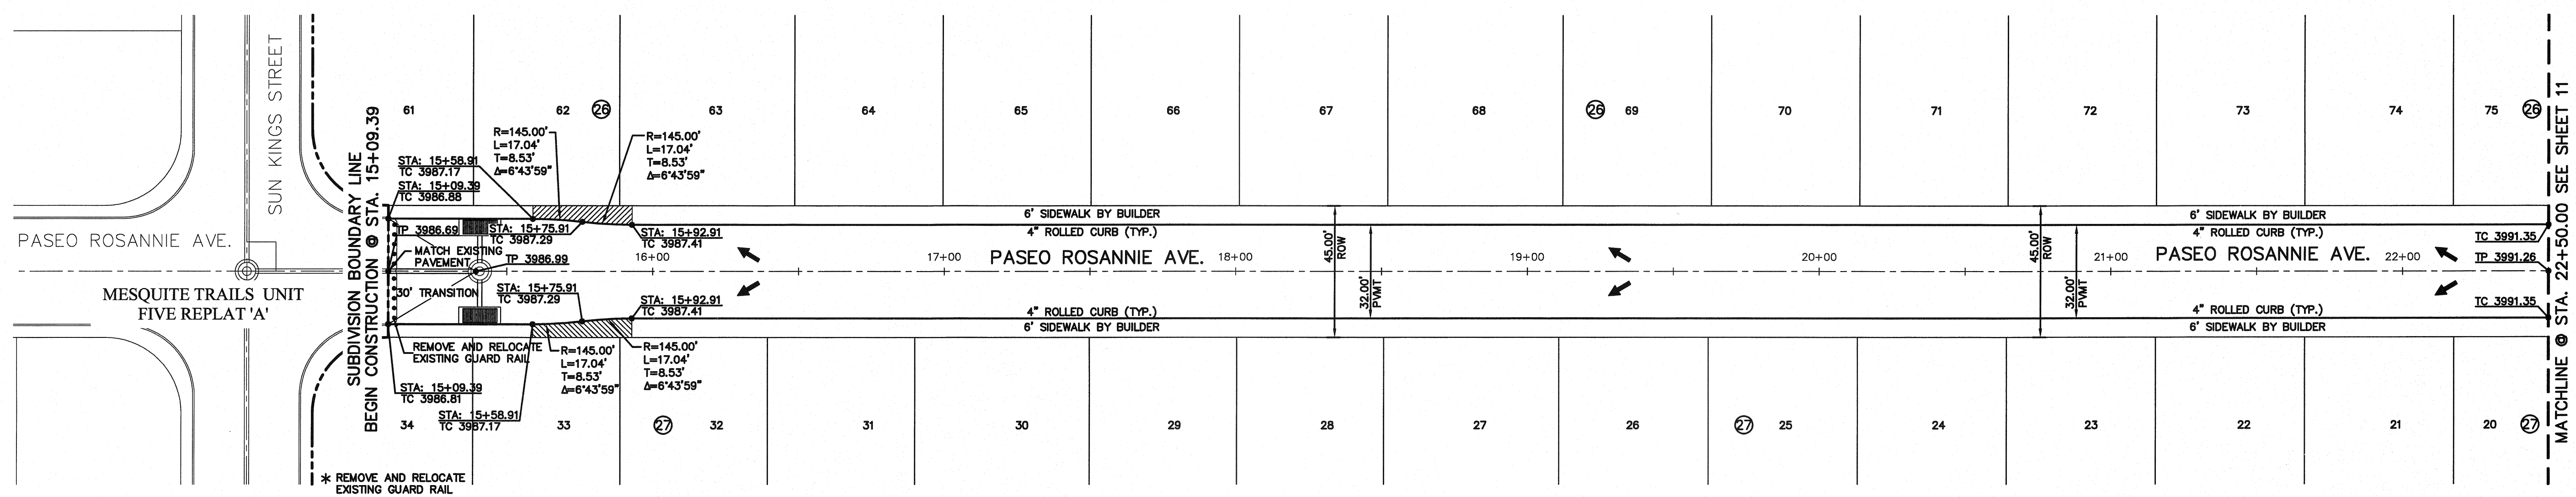 SUN KINGS STREET
PASEO ROSANNIE AVE.
MESQUITE TRAILS UNIT
FIVE REPLAT 'A'
SUBDIVISION BOUNDARY LINE
BEGIN CONSTRUCTION @ STA. 15+09.39
61
62
26
63
64
65
66
67
68
26
69
70
71
72
73
74
75
26
R=145.00'
L=17.04'
T=8.53'
Δ=6°43'59"
R=145.00'
L=17.04'
T=8.53'
Δ=6°43'59"
STA: 15+58.91
TC 3987.17
STA: 15+09.39
TC 3986.88
TP 3986.69
STA: 15+75.91
TC 3987.29
STA: 15+92.91
TC 3987.41
MATCH EXISTING
PAVEMENT
TP 3986.99
30' TRANSITION
STA: 15+75.91
TC 3987.29
STA: 15+92.91
TC 3987.41
6' SIDEWALK BY BUILDER
4" ROLLED CURB (TYP.)
16+00
17+00
PASEO ROSANNIE AVE.
18+00
45.00'
ROW
32.00'
PVMT
19+00
20+00
45.00'
ROW
32.00'
PVMT
21+00
6' SIDEWALK BY BUILDER
4" ROLLED CURB (TYP.)
PASEO ROSANNIE AVE.
22+00
TC 3991.35
TP 3991.26
TC 3991.35
4" ROLLED CURB (TYP.)
6' SIDEWALK BY BUILDER
4" ROLLED CURB (TYP.)
6' SIDEWALK BY BUILDER
REMOVE AND RELOCATE
EXISTING GUARD RAIL
R=145.00'
L=17.04'
T=8.53'
Δ=6°43'59"
R=145.00'
L=17.04'
T=8.53'
Δ=6°43'59"
STA: 15+09.39
TC 3986.81
STA: 15+58.91
TC 3987.17
34
33
27
32
31
30
29
28
27
26
27
25
24
23
22
21
20
27
* REMOVE AND RELOCATE
EXISTING GUARD RAIL
MATCHLINE @ STA. 22+50.00 SEE SHEET 11